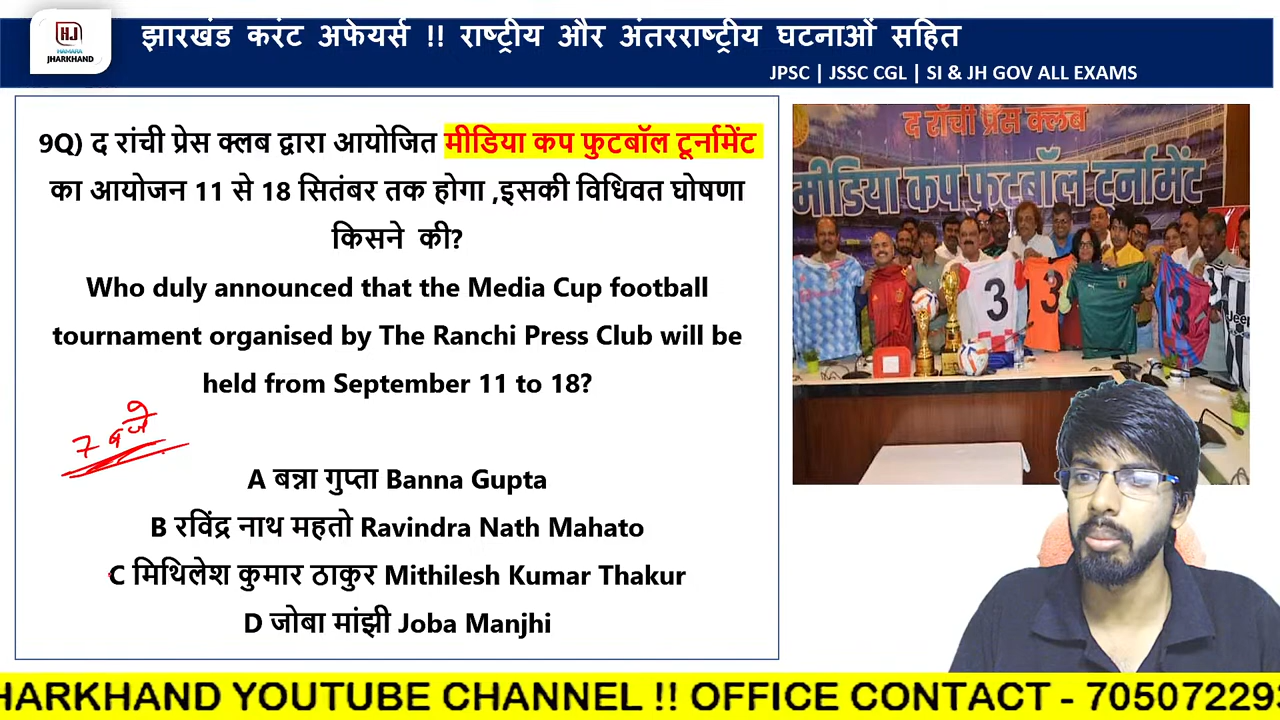 HJ
HAMARA
JHARKHAND
झारखंड करंट अफेयर्स !! राष्ट्रीय और अंतरराष्ट्रीय घटनाओं सहित
JPSC | JSSC CGL | SI & JH GOV ALL EXAMS
9Q) द रांची प्रेस क्लब द्वारा आयोजित मीडिया कप फुटबॉल टूर्नामेंट
का आयोजन 11 से 18 सितंबर तक होगा ,इसकी विधिवत घोषणा
किसने की?
Who duly announced that the Media Cup football
tournament organised by The Ranchi Press Club will be
held from September 11 to 18?
7 बजे
A बन्ना गुप्ता Banna Gupta
B रविंद्र नाथ महतो Ravindra Nath Mahato
C मिथिलेश कुमार ठाकुर Mithilesh Kumar Thakur
D जोबा मांझी Joba Manjhi
द राँची प्रेस क्लब
मीडिया कप फुटबॉल टूर्नामेंट
3
13
3
Jeep
HARKHAND YOUTUBE CHANNEL !! OFFICE CONTACT - 705072293